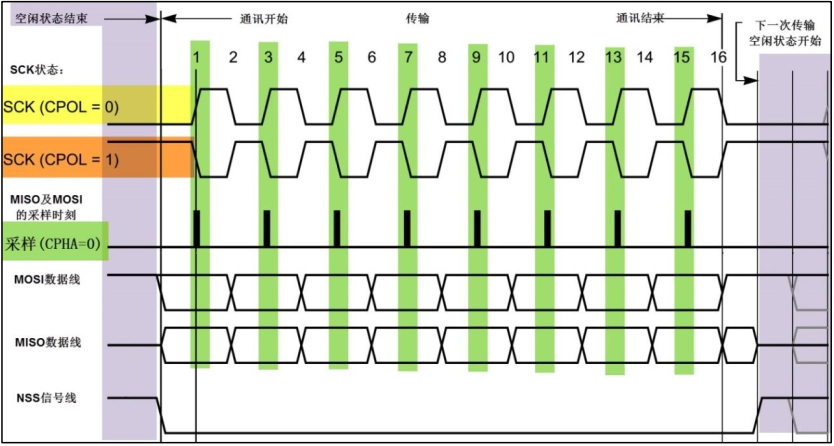 空闲状态结束
通讯开始
传输
通讯结束
下一次传输
空闲状态开始
SCK状态：
1 2 3 4 5 6 7 8 9 10 11 12 13 14 15 16
SCK (CPOL = 0)
SCK (CPOL = 1)
MISO及MOSI
的采样时刻
采样(CPHA=0)
MOSI数据线
MISO数据线
NSS信号线